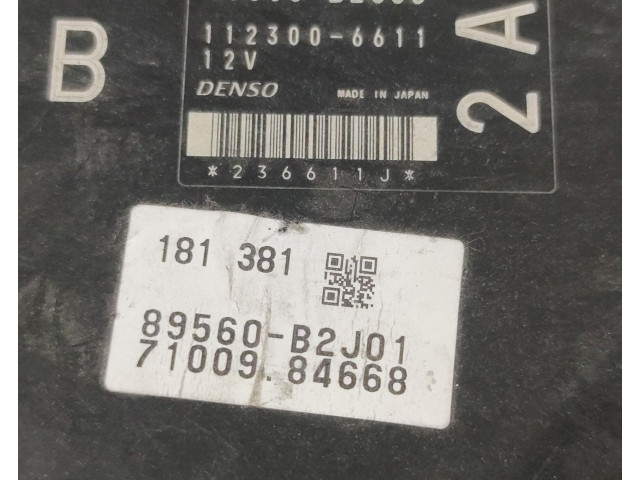 B
112300-6611
12V
DENSO MADE IN JAPAN
2A
*236611J*
181 381
89560-B2J01
71009.84668